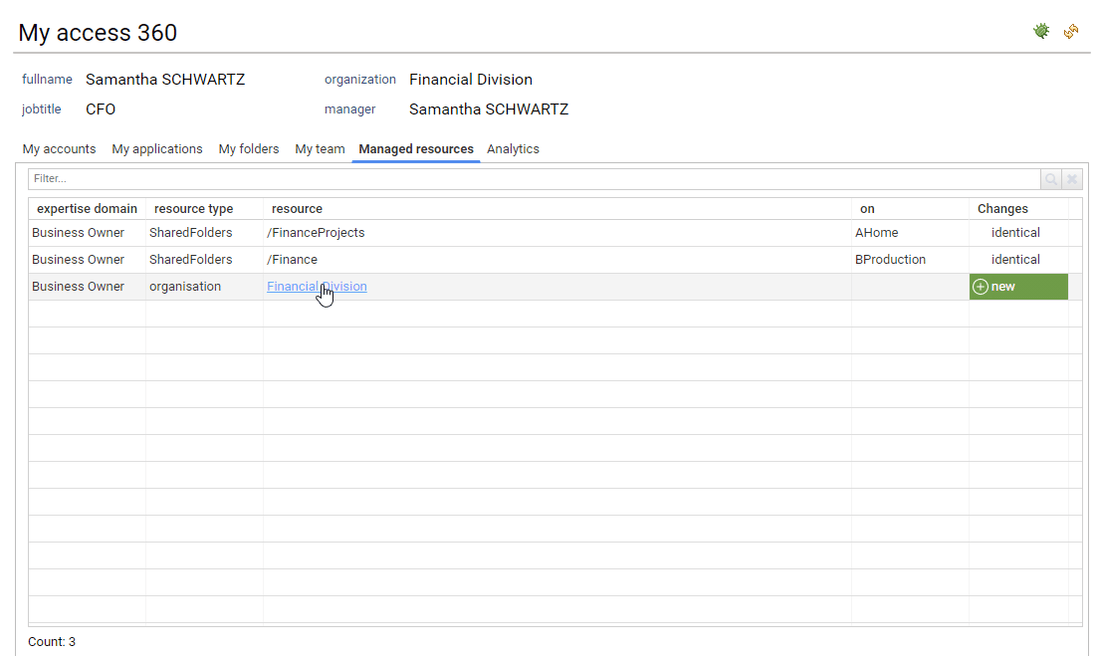 My access 360
fullname Samantha SCHWARTZ organization Financial Division
jobtitle CFO manager Samantha SCHWARTZ
My accounts My applications My folders My team Managed resources Analytics
Filter...
expertise domain resource type resource on Changes
Business Owner SharedFolders /FinanceProjects AHome identical
Business Owner SharedFolders /Finance BProduction identical
Business Owner organisation Financial Division new
Count: 3